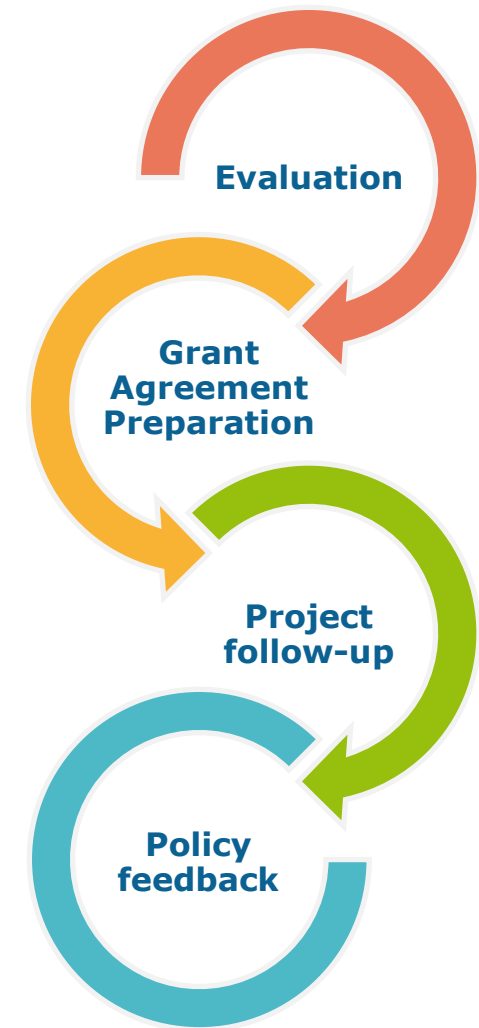 Evaluation
Grant
Agreement
Preparation
Project
follow-up
Policy
feedback